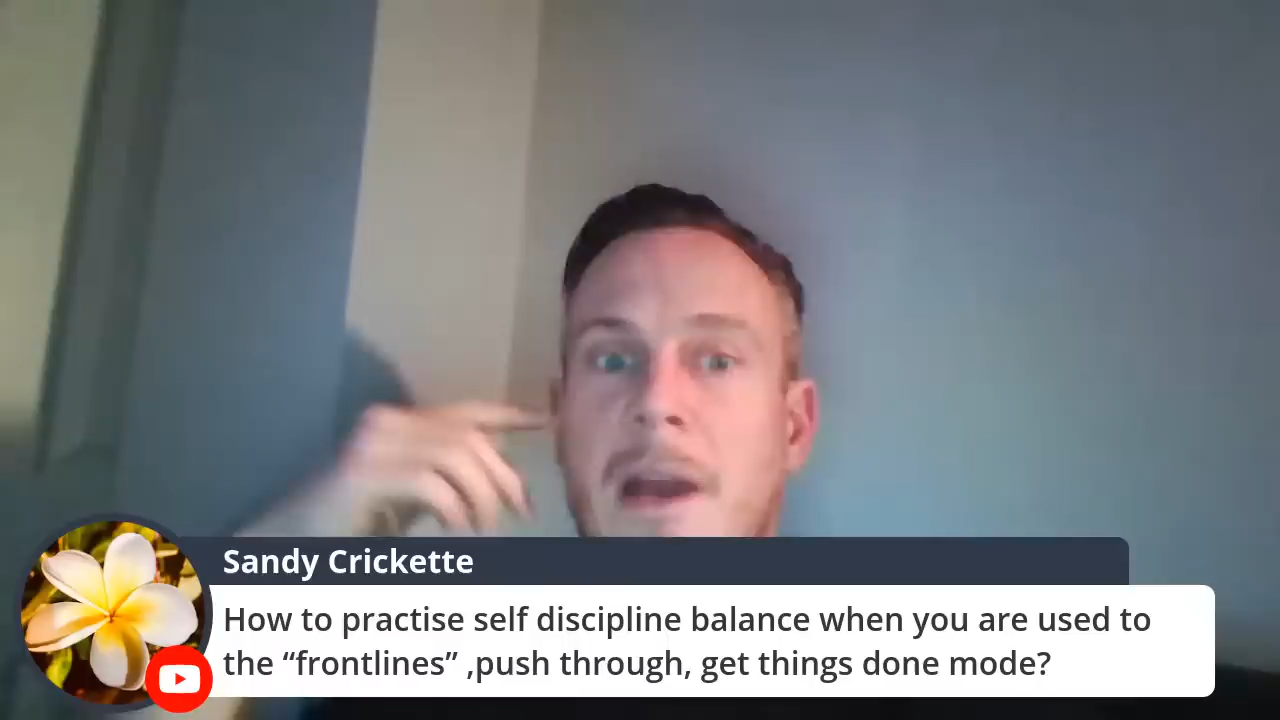 Sandy Crickette
How to practise self discipline balance when you are used to
the “frontlines” ,push through, get things done mode?